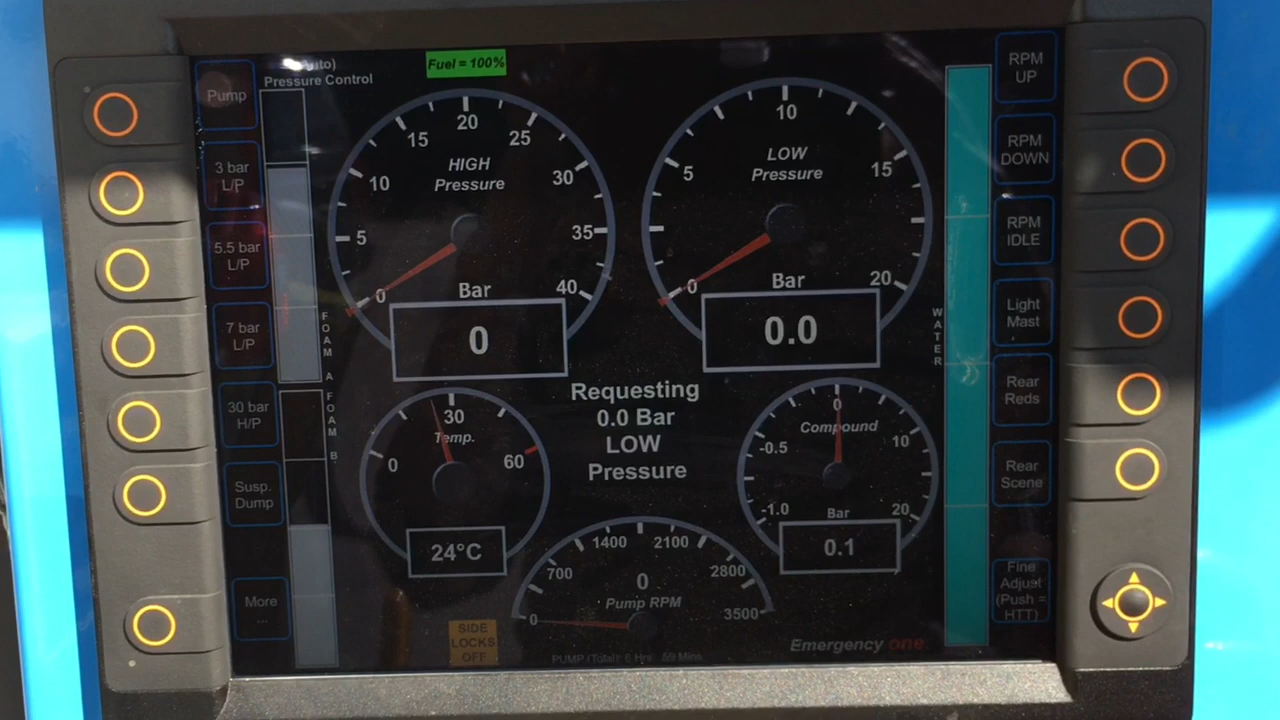 Fuel = 100%
Pressure Control
Pump
3 bar
L/P
5.5 bar
L/P
7 bar
L/P
30 bar
H/P
Susp.
Dump
More
...
FOAM A
FOAM B
HIGH
Pressure
0
5
10
15
20
25
30
35
40
Bar
0
LOW
Pressure
0
5
10
15
20
Bar
0.0
Requesting
0.0 Bar
LOW
Pressure
Temp.
0
30
60
24°C
Compound
-1.0
-0.5
0
10
20
Bar
0.1
0
700
1400
2100
2800
3500
0
Pump RPM
SIDE
LOCKS
OFF
PUMP (Total): 6 Hrs 59 Mins
Emergency one
WATER
RPM
UP
RPM
DOWN
RPM
IDLE
Light
Mast
Rear
Reds
Rear
Scene
Fine
Adjust
(Push =
HTT)